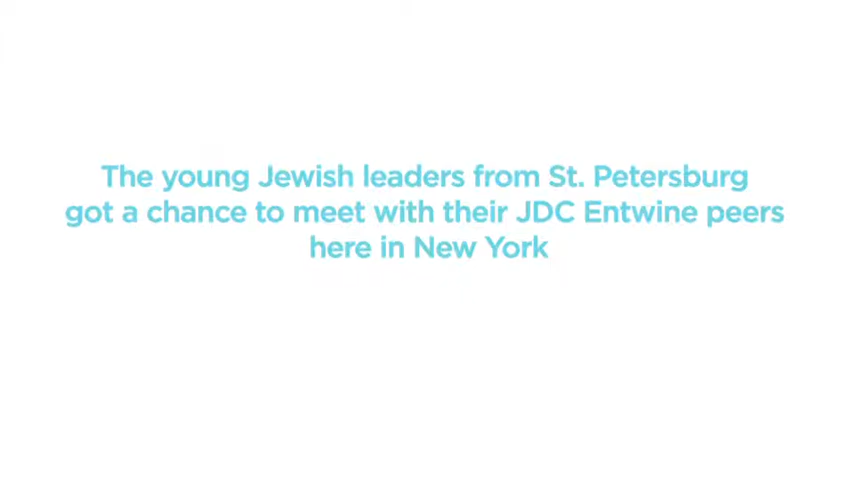 The young Jewish leaders from St. Petersburg
got a chance to meet with their JDC Entwine peers
here in New York